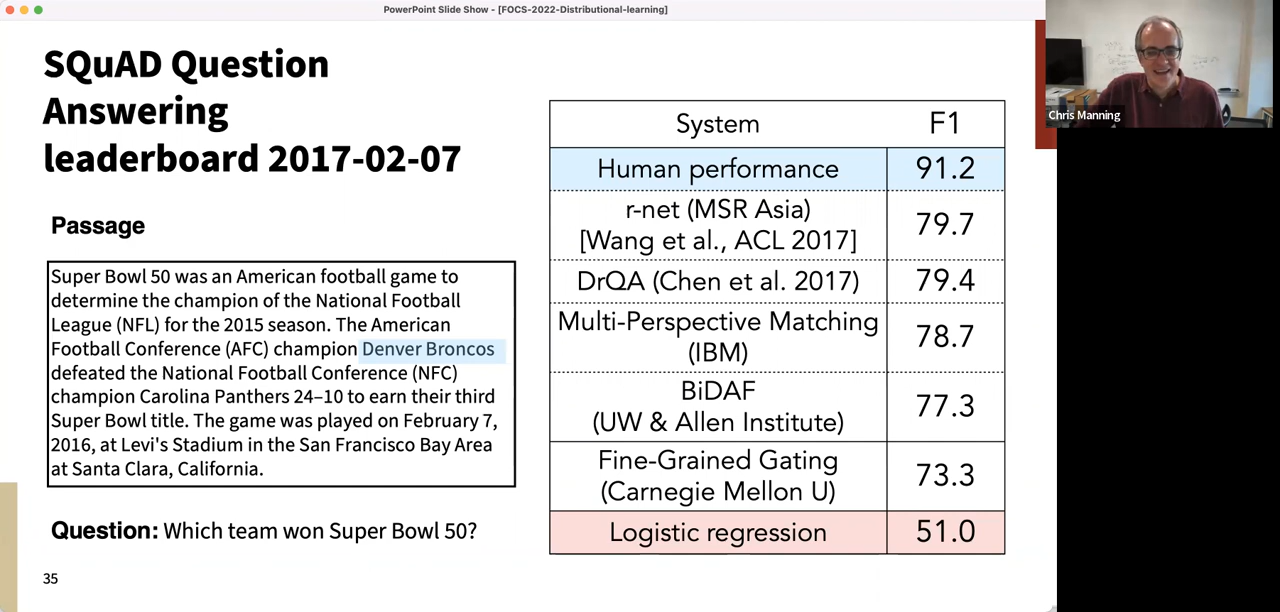 PowerPoint Slide Show - [FOCS-2022-Distributional-learning]
SQuAD Question
Answering
leaderboard 2017-02-07
Passage
Super Bowl 50 was an American football game to
determine the champion of the National Football
League (NFL) for the 2015 season. The American
Football Conference (AFC) champion Denver Broncos
defeated the National Football Conference (NFC)
champion Carolina Panthers 24–10 to earn their third
Super Bowl title. The game was played on February 7,
2016, at Levi's Stadium in the San Francisco Bay Area
at Santa Clara, California.
Question: Which team won Super Bowl 50?
35
System F1
Human performance 91.2
r-net (MSR Asia)
[Wang et al., ACL 2017] 79.7
DrQA (Chen et al. 2017) 79.4
Multi-Perspective Matching
(IBM) 78.7
BiDAF
(UW & Allen Institute) 77.3
Fine-Grained Gating
(Carnegie Mellon U) 73.3
Logistic regression 51.0
Chris Manning